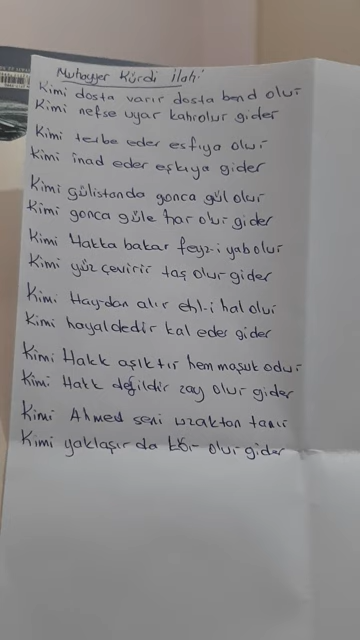 Muhayyer Kürdi İlahi
Kimi dosta varır dosta bend olur
Kimi nefse uyar kahrolur gider
Kimi tevbe eder esfiya olur
Kimi inad eder eşkıya gider
Kimi gülistanda gonca gül olur
Kimi gonca güle har olur gider
Kimi Hakka bakar feyz-i yab olur
Kimi yüz çevirir taş olur gider
Kimi Hay-dan alır ehl-i hal olur
Kimi hayaldedir kal eder gider
Kimi Hakk aşıktır hem maşuk odur
Kimi Hakk değildir zay olur gider
Kimi Ahmed seni uzaktan tanır
Kimi yaklaşır da kör olur gider